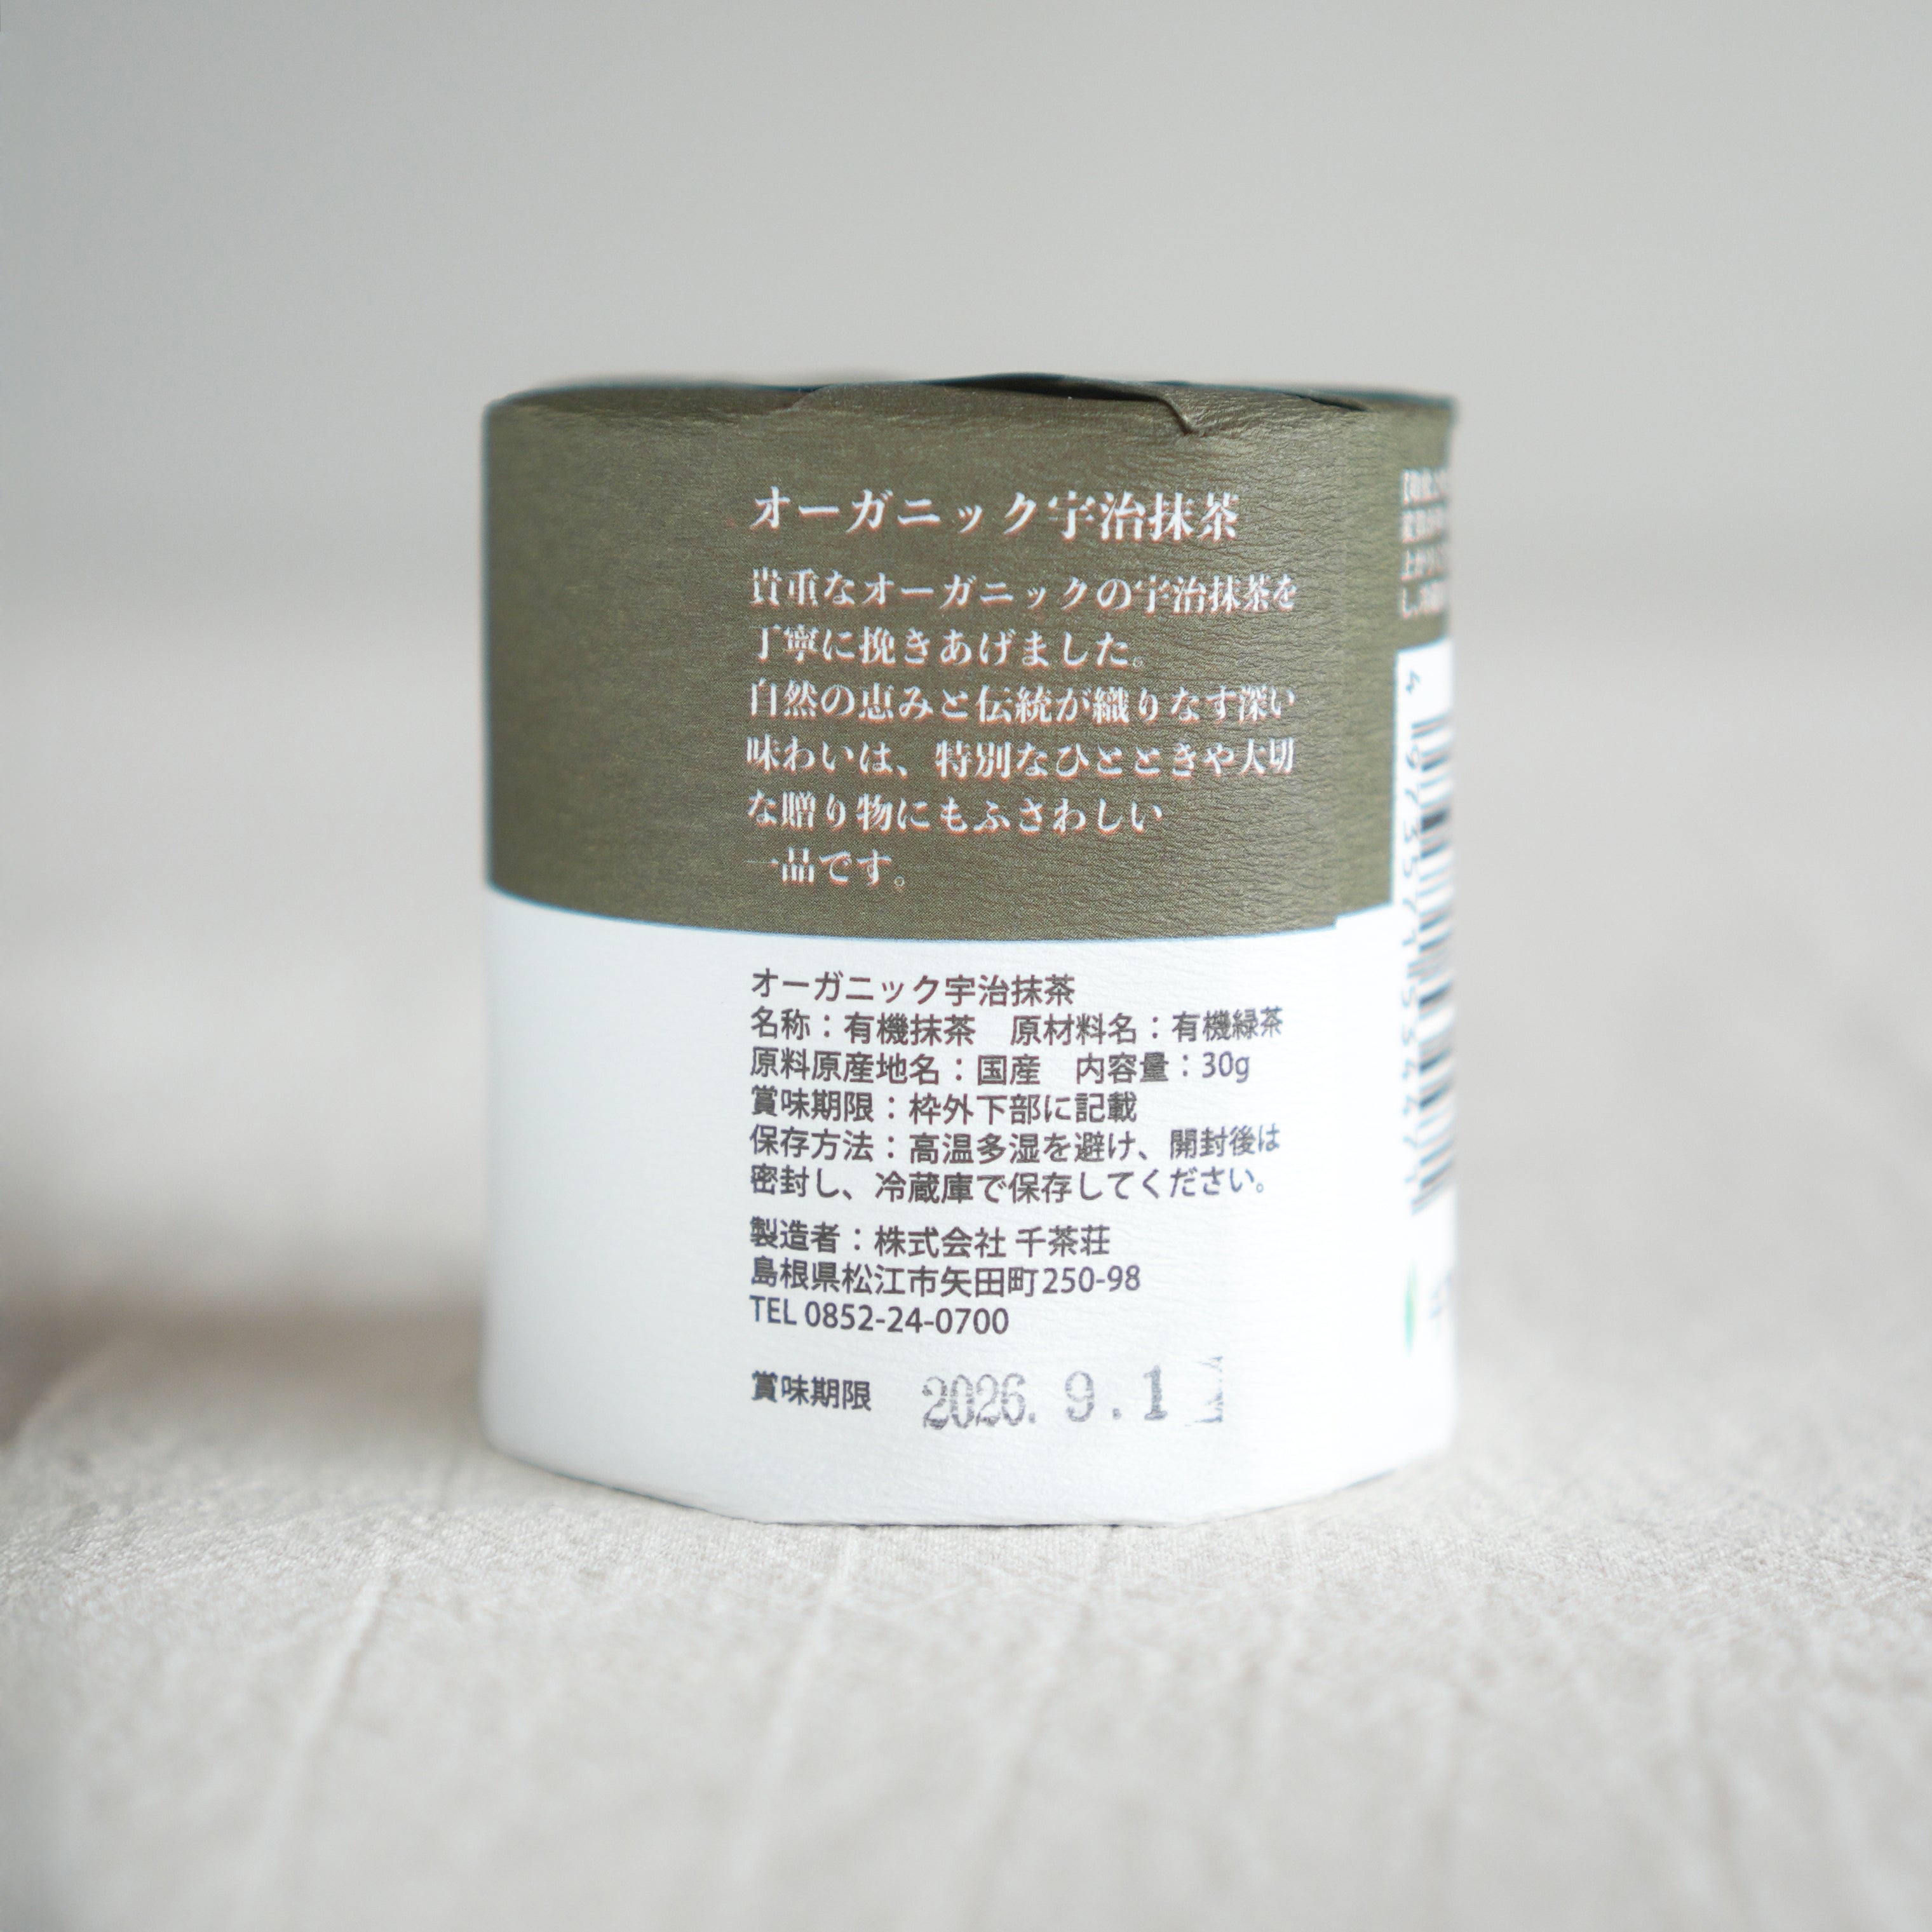 オーガニック宇治抹茶
貴重なオーガニックの宇治抹茶を
丁寧に挽きあげました。
自然の恵みと伝統が織りなす深い
味わいは、特別なひとときや大切
な贈り物にもふさわしい
一品です。
オーガニック宇治抹茶
名称：有機抹茶　原材料名：有機緑茶
原料原産地名：国産　内容量：30g
賞味期限：枠外下部に記載
保存方法：高温多湿を避け、開封後は
密封し、冷蔵庫で保存してください。
製造者：株式会社 千茶荘
島根県松江市矢田町250-98
TEL 0852-24-0700
賞味期限 2026. 9 . 1